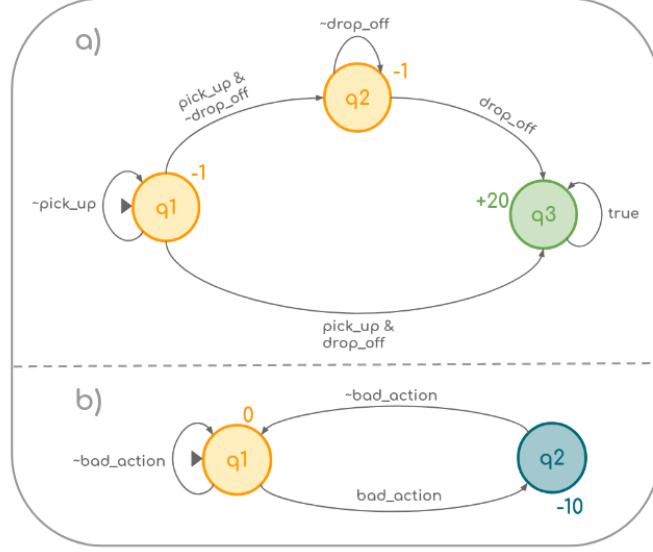 a)
~drop_off
-1
q2
pick_up &
~drop_off
drop_off
-1
~pick_up
q1
+20
q3
true
pick_up &
drop_off
b)
0
~bad_action
~bad_action
q1
q2
bad_action
-10